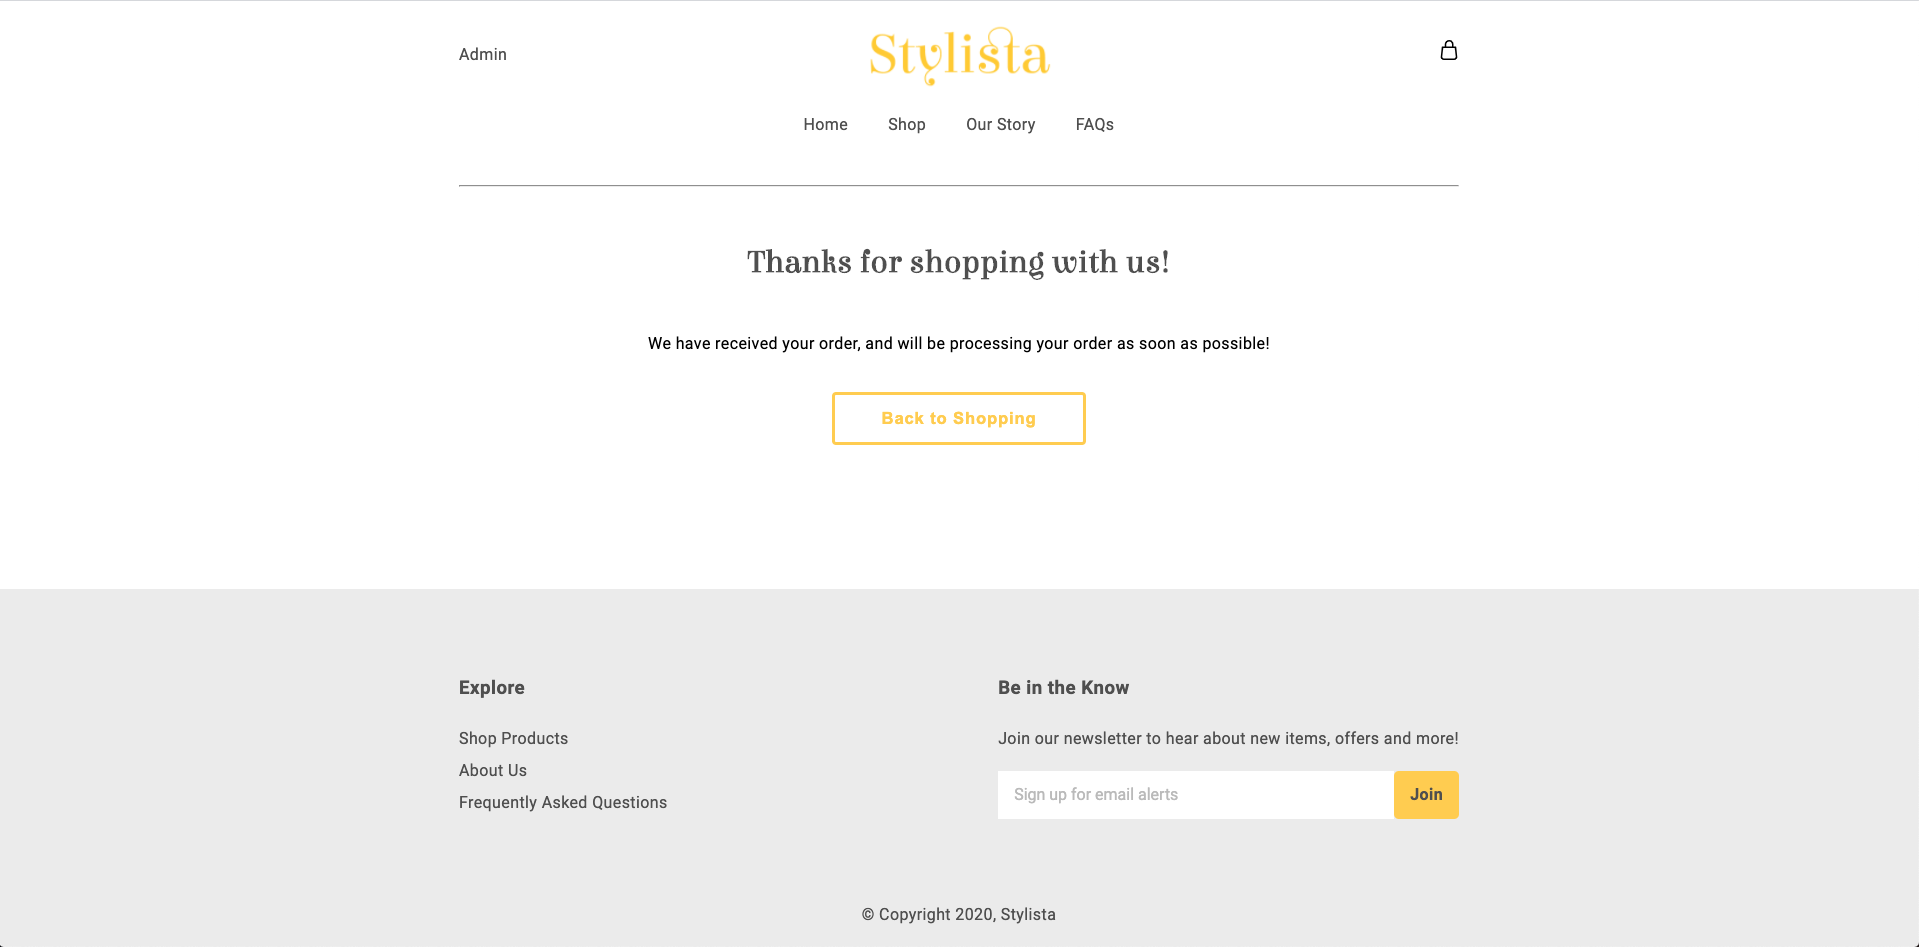 Admin
Stylista
Home Shop Our Story FAQs
Thanks for shopping with us!
We have received your order, and will be processing your order as soon as possible!
Back to Shopping
Explore
Shop Products
About Us
Frequently Asked Questions
Be in the Know
Join our newsletter to hear about new items, offers and more!
Sign up for email alerts Join
© Copyright 2020, Stylista